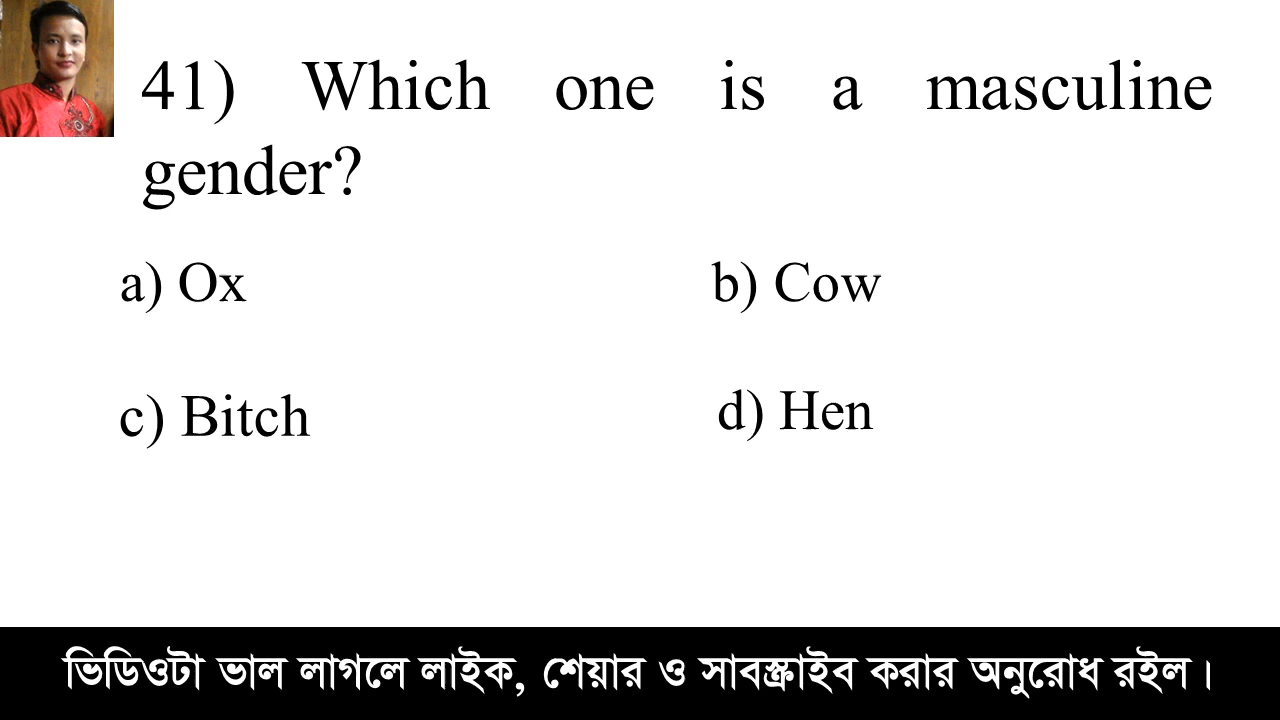 41) Which one is a masculine
gender?
a) Ox
b) Cow
c) Bitch
d) Hen
ভিডিওটা ভাল লাগলে লাইক, শেয়ার ও সাবস্ক্রাইব করার অনুরোধ রইল।